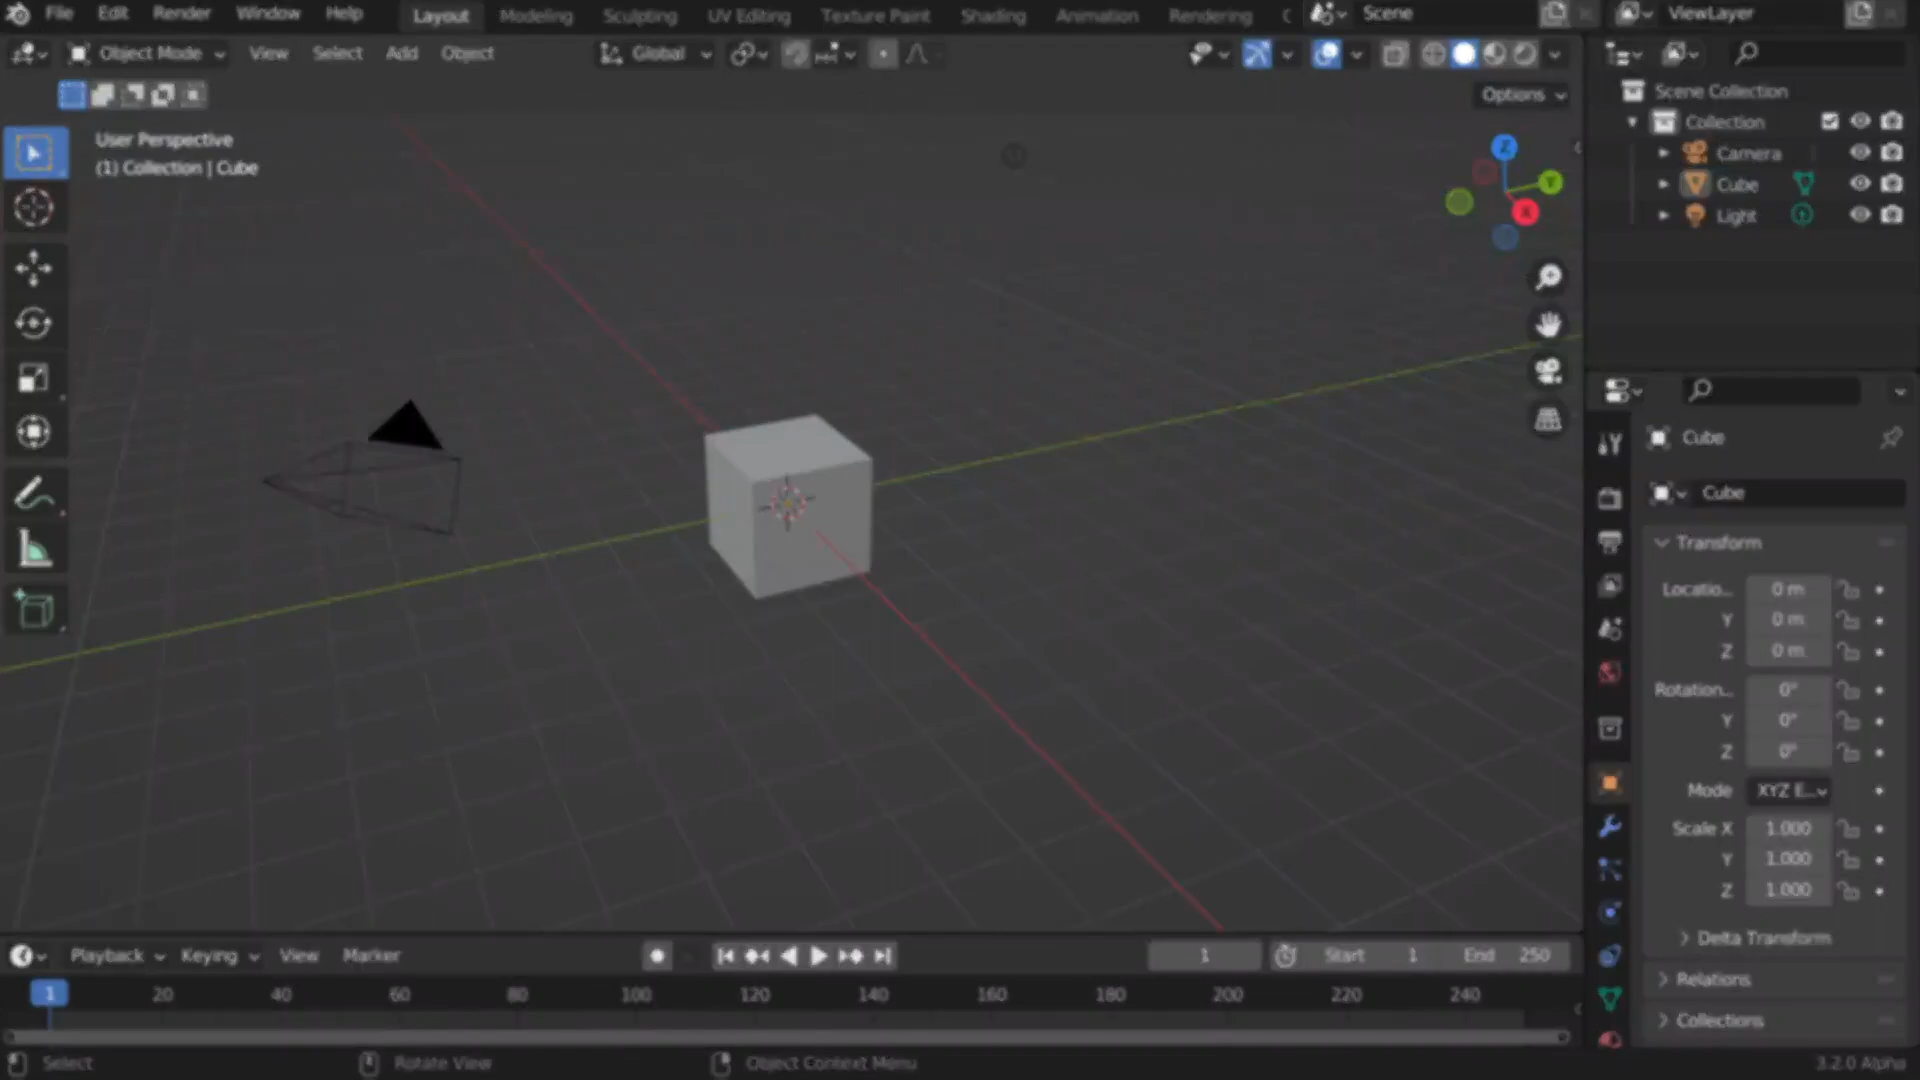 File Edit Render Window Help Layout Modeling Sculpting UV Editing Texture Paint Shading Animation Rendering Scene ViewLayer
Object Mode View Select Add Object Global
Options
User Perspective
(1) Collection | Cube
Z
Y
X
Scene Collection
Collection
Camera
Cube
Light
Cube
Cube
Transform
Locatio... 0 m
Y 0 m
Z 0 m
Rotation... 0°
Y 0°
Z 0°
Mode XYZ E...
Scale X 1.000
Y 1.000
Z 1.000
Delta Transform
Relations
Collections
Playback Keying View Marker 1 Start 1 End 250
1 20 40 60 80 100 120 140 160 180 200 220 240
Select Rotate View Object Context Menu 3.2.0 Alpha